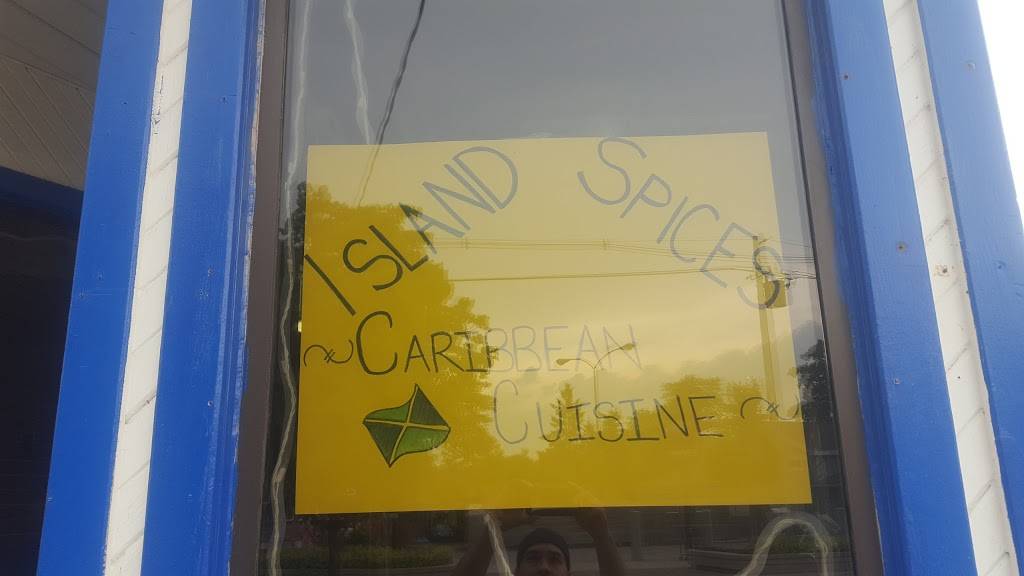 ISLAND SPICES
~CARIBBEAN
CUISINE~